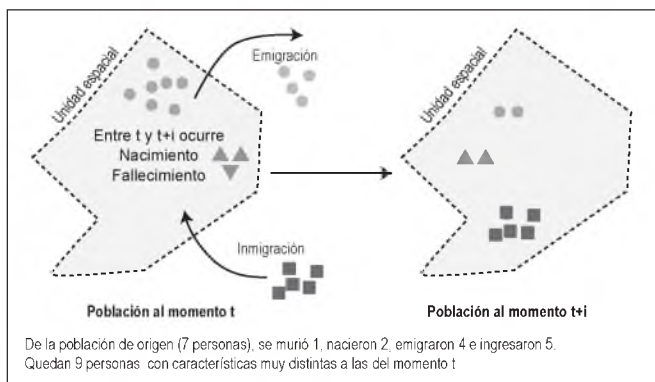 Unidad espacial
Emigración
Entre t y t+i ocurre
Nacimiento
Fallecimiento
Inmigración
Población al momento t
Unidad espacial
Población al momento t+i
De la población de origen (7 personas), se murió 1, nacieron 2, emigraron 4 e ingresaron 5.
Quedan 9 personas con características muy distintas a las del momento t